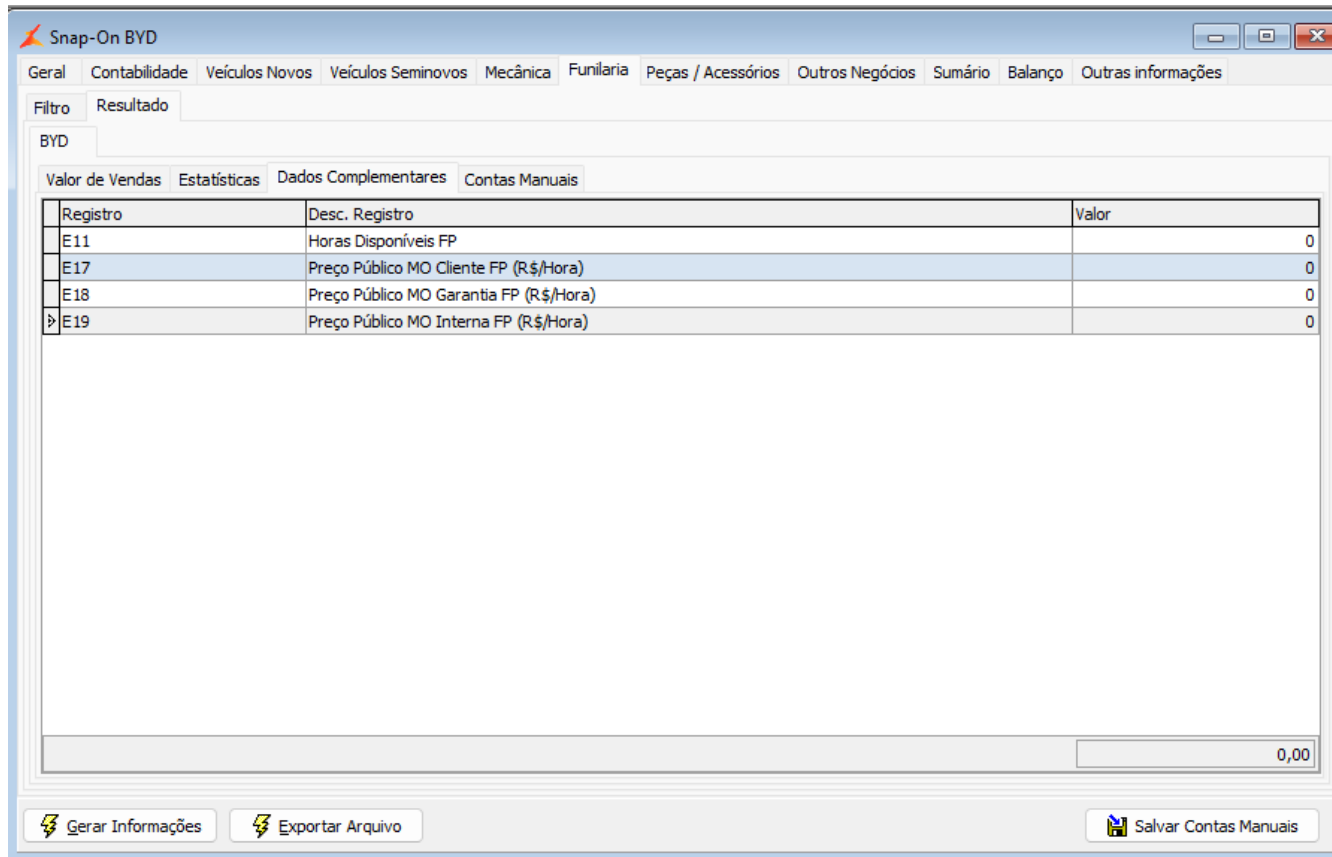 Snap-On BYD
Geral Contabilidade Veículos Novos Veículos Seminovos Mecânica Funilaria Peças / Acessórios Outros Negócios Sumário Balanço Outras informações
Filtro Resultado
BYD
Valor de Vendas Estatísticas Dados Complementares Contas Manuais
Registro Desc. Registro Valor
E11 Horas Disponíveis FP 0
E17 Preço Público MO Cliente FP (R$/Hora) 0
E18 Preço Público MO Garantia FP (R$/Hora) 0
E19 Preço Público MO Interna FP (R$/Hora) 0
0,00
Gerar Informações Exportar Arquivo Salvar Contas Manuais